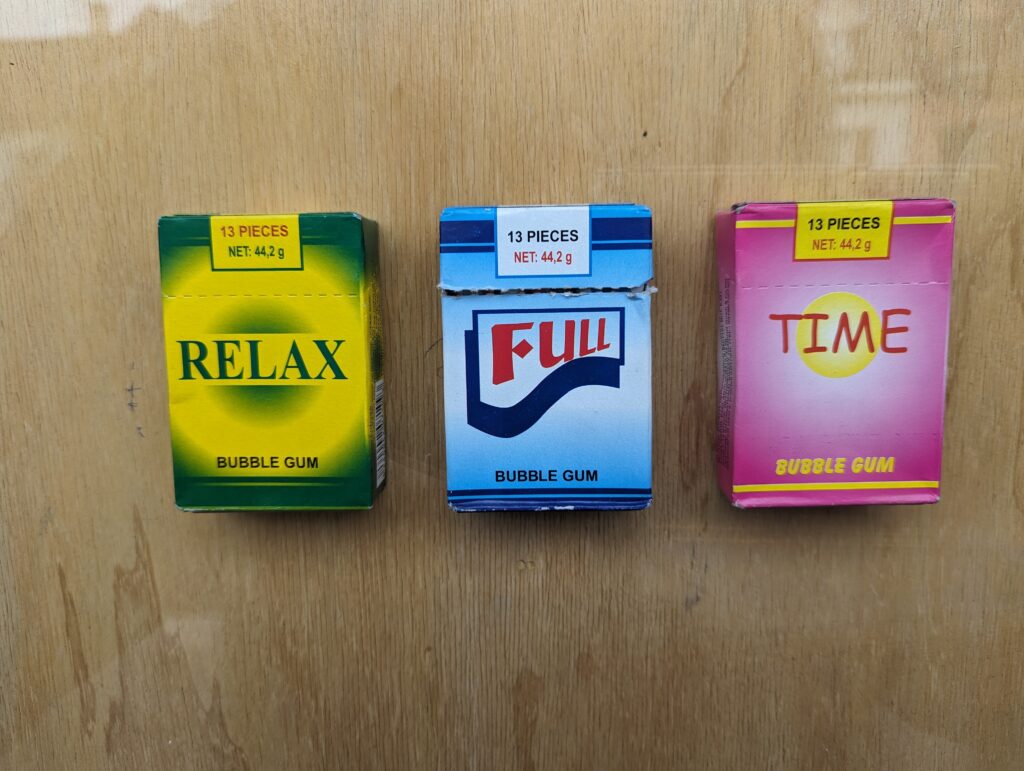 13 PIECES
NET: 44,2 g
RELAX
BUBBLE GUM
13 PIECES
NET: 44,2 g
FULL
BUBBLE GUM
13 PIECES
NET: 44,2 g
TIME
BUBBLE GUM